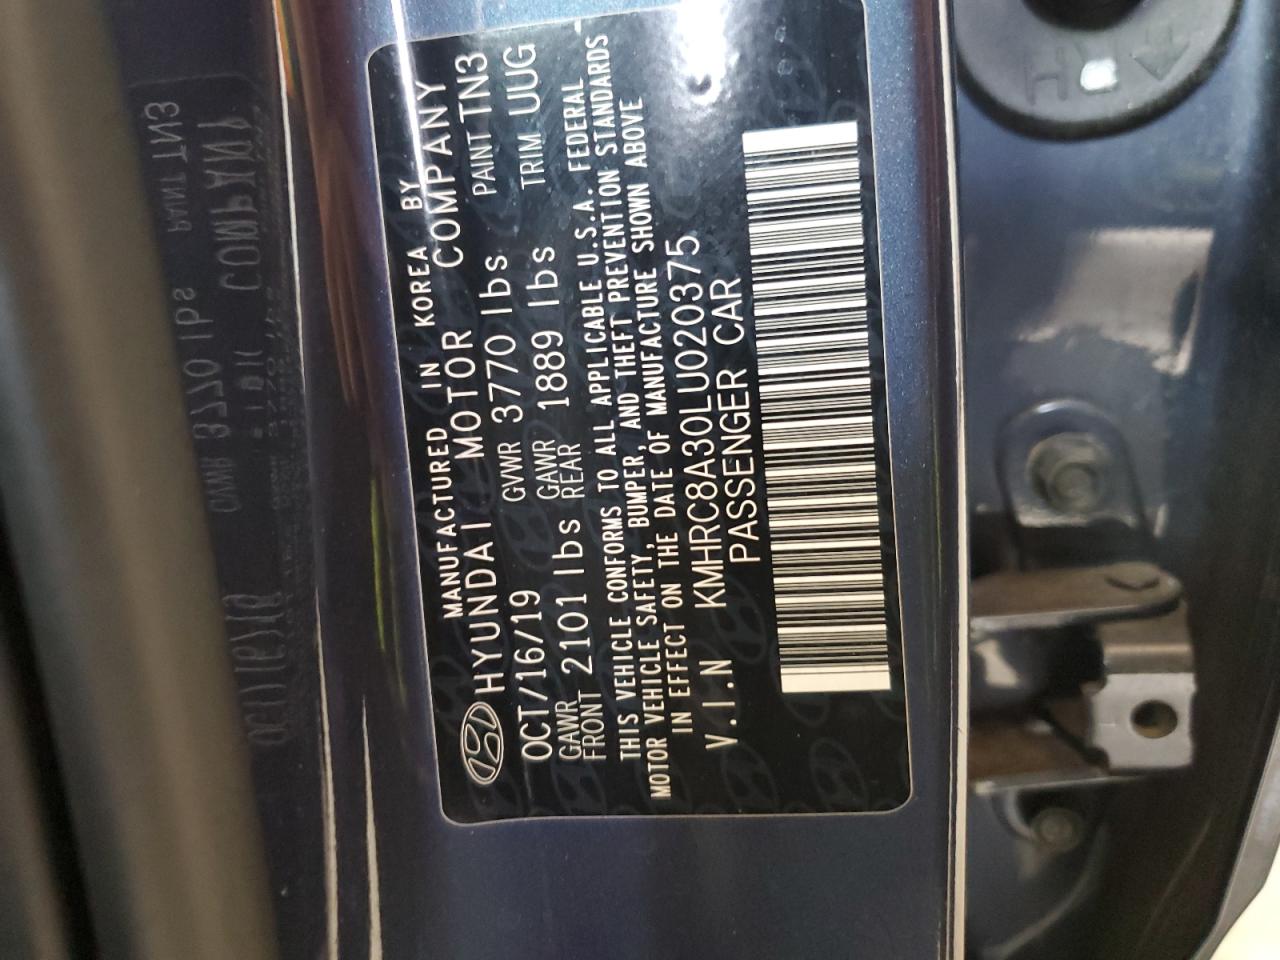 MANUFACTURED IN KOREA BY
HYUNDAI MOTOR COMPANY
OCT/16/19 GVWR 3770 lbs PAINT TN3
GAWR FRONT 2101 lbs GAWR REAR 1889 lbs TRIM UUG
THIS VEHICLE CONFORMS TO ALL APPLICABLE U.S.A. FEDERAL
MOTOR VEHICLE SAFETY, BUMPER, AND THEFT PREVENTION STANDARDS
IN EFFECT ON THE DATE OF MANUFACTURE SHOWN ABOVE
V.I.N KMHRC8A30LU020375
PASSENGER CAR